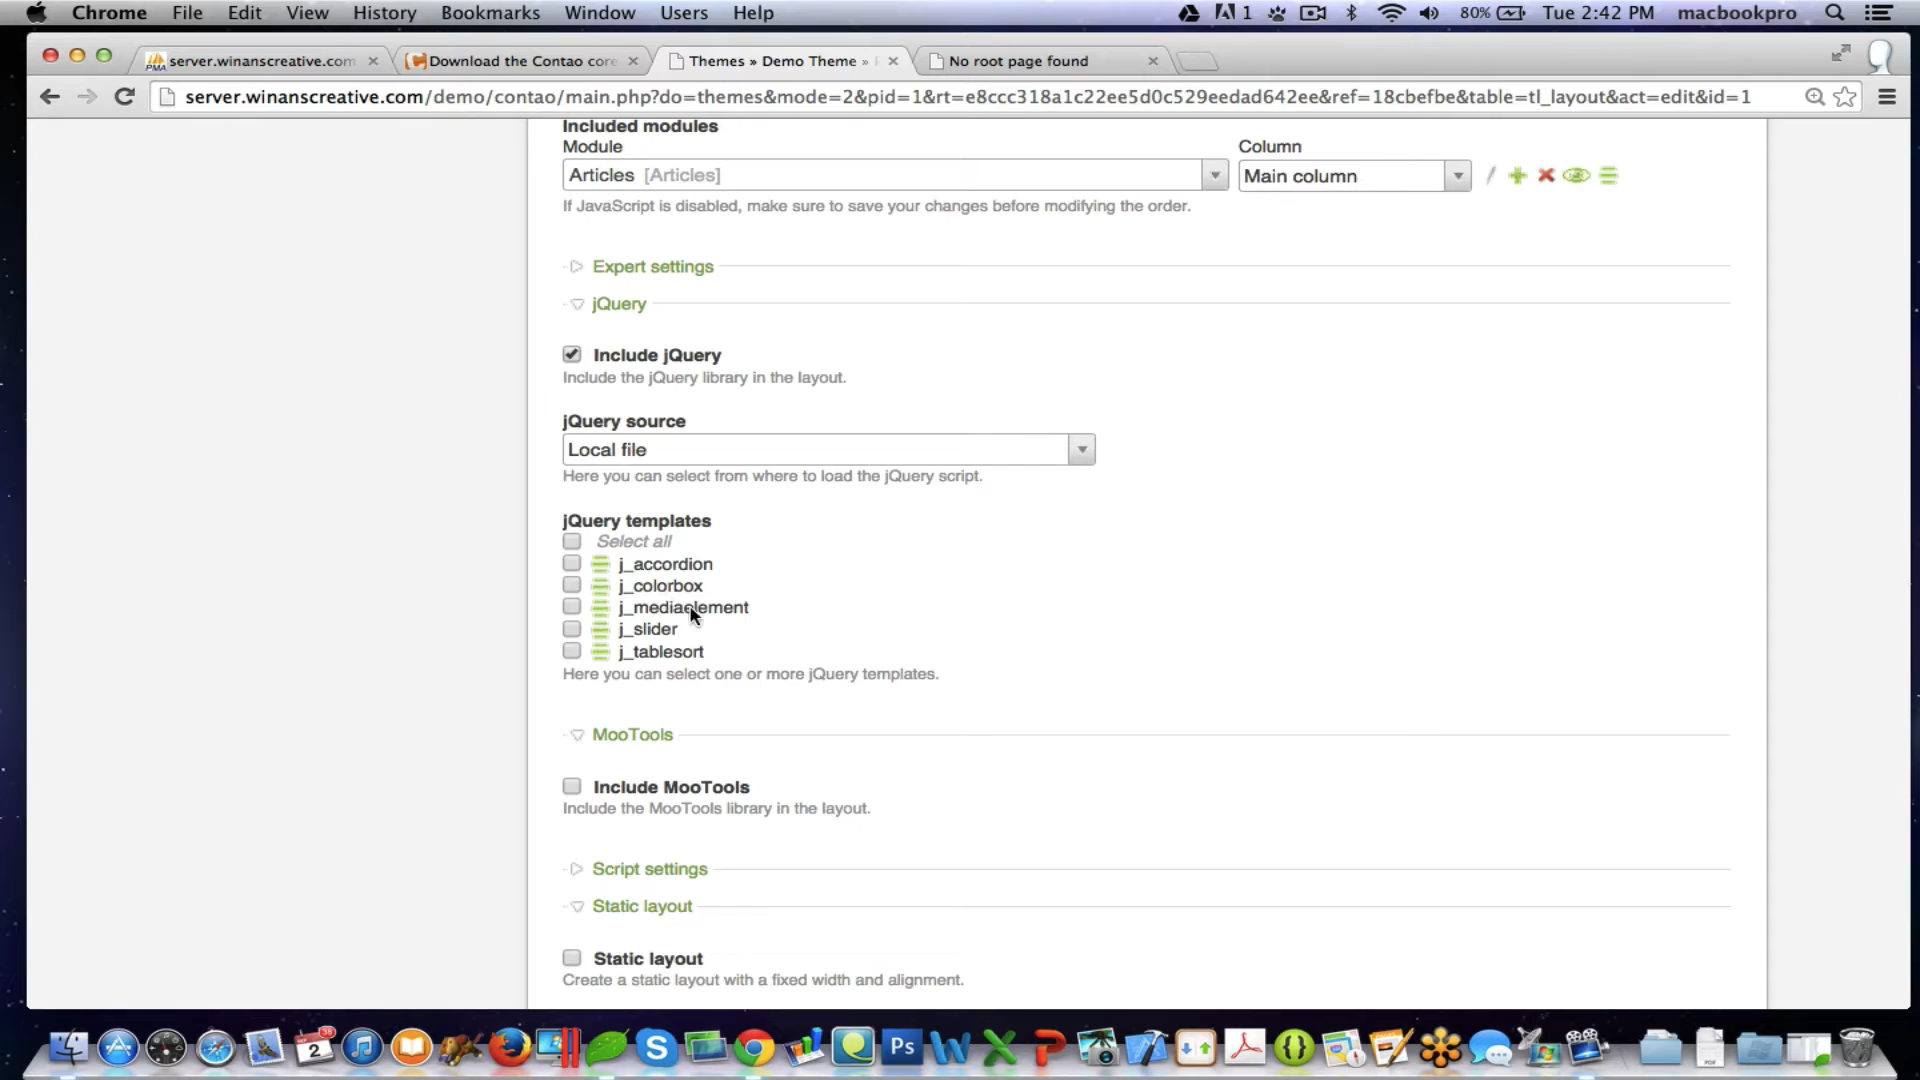 Chrome File Edit View History Bookmarks Window Users Help 1 80% Tue 2:42 PM macbookpro
server.winanscreative.com Download the Contao core Themes » Demo Theme » No root page found
server.winanscreative.com/demo/contao/main.php?do=themes&mode=2&pid=1&rt=e8ccc318a1c22ee5d0c529eedad642ee&ref=18cbefbe&table=tl_layout&act=edit&id=1
Included modules
Module Column
Articles [Articles] Main column
If JavaScript is disabled, make sure to save your changes before modifying the order.
Expert settings
jQuery
Include jQuery
Include the jQuery library in the layout.
jQuery source
Local file
Here you can select from where to load the jQuery script.
jQuery templates
Select all
j_accordion
j_colorbox
j_mediaelement
j_slider
j_tablesort
Here you can select one or more jQuery templates.
MooTools
Include MooTools
Include the MooTools library in the layout.
Script settings
Static layout
Static layout
Create a static layout with a fixed width and alignment.
38
2
Ps